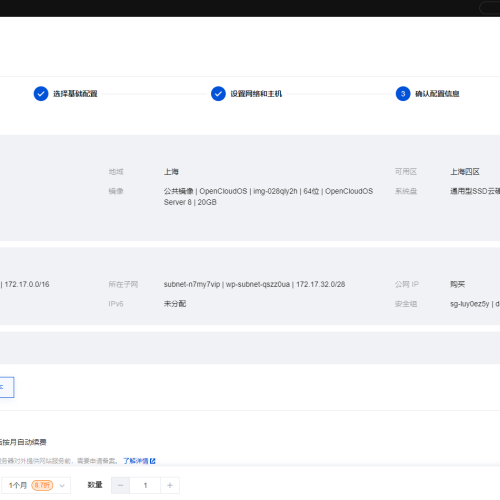 选择基础配置
设置网络和主机
3 确认配置信息
地域 上海 可用区 上海四区
镜像 公共镜像 | OpenCloudOS | img-028qly2h | 64位 | OpenCloudOS 系统盘 通用型SSD云硬
Server 8 | 20GB
| 172.17.0.0/16 所在子网 subnet-n7my7vip | wp-subnet-qszz0ua | 172.17.32.0/28 公网 IP 购买
IPv6 未分配 安全组 sg-luy0ez5y | d
按月自动续费
务器对外提供网站服务前，需要申请备案。 了解详情
1个月 8.7折 数量 − 1 +